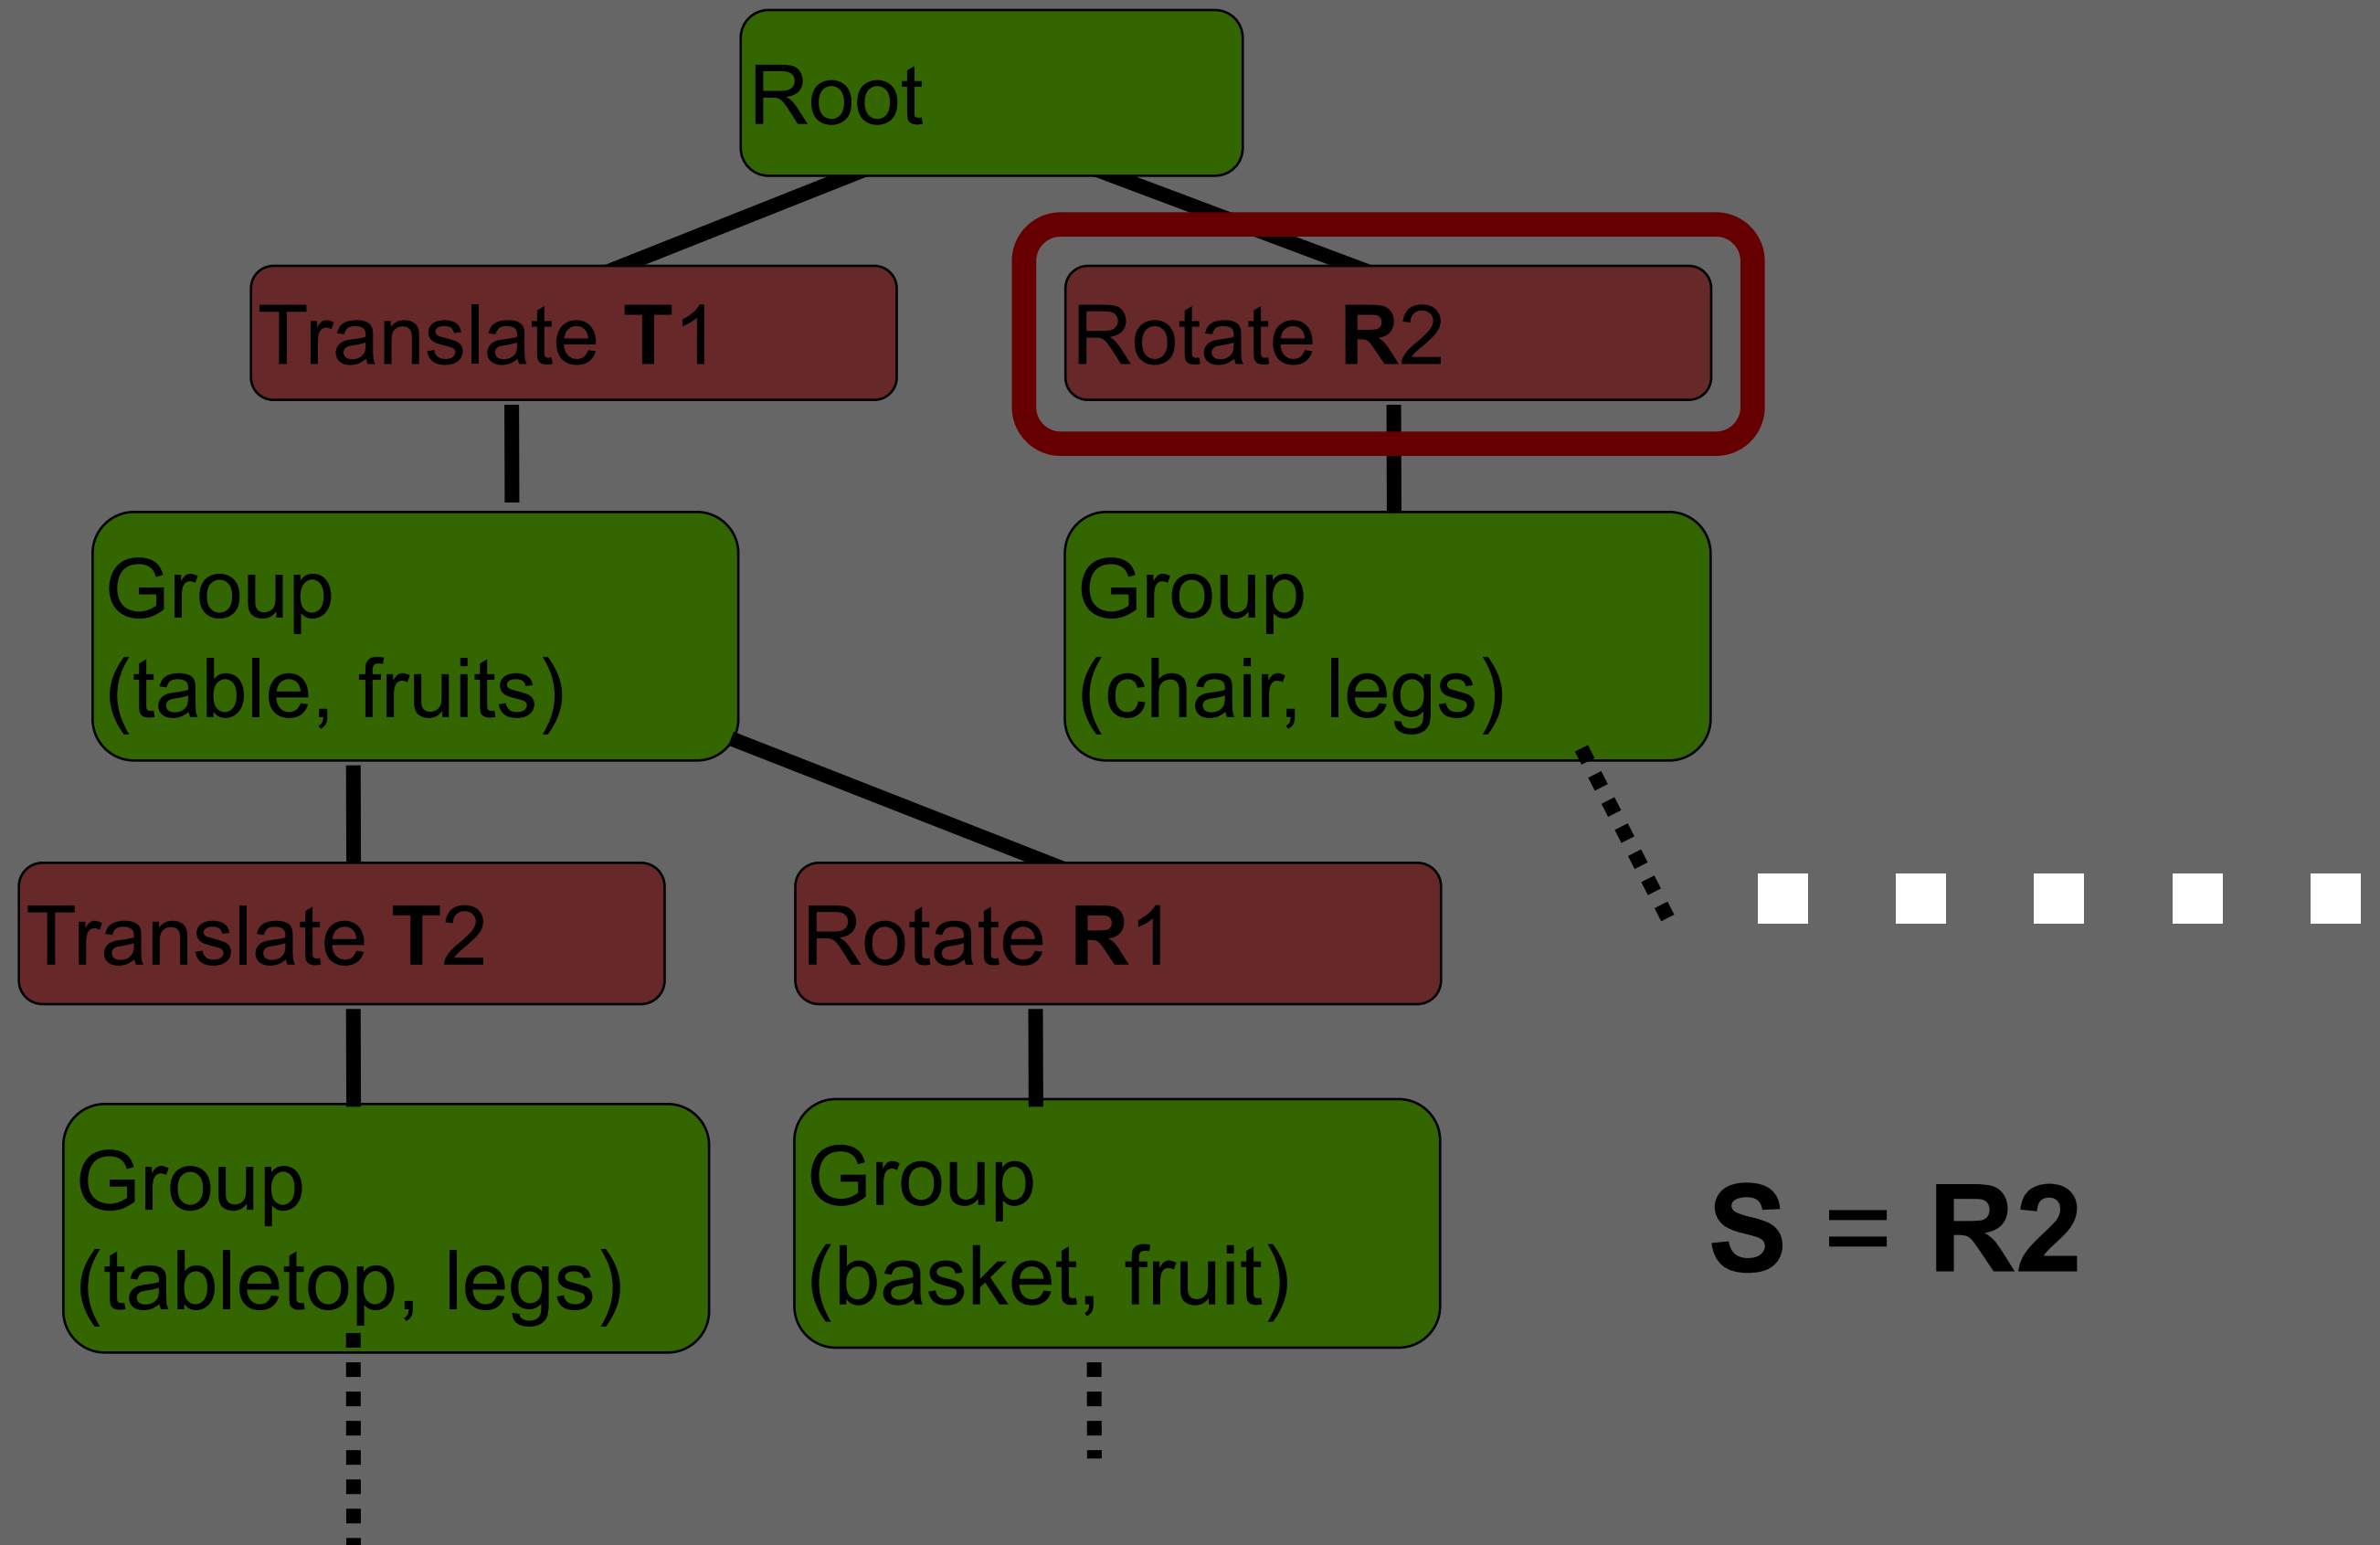 Root
Translate T1
Rotate R2
Group
(table, fruits)
Group
(chair, legs)
Translate T2
Rotate R1
Group
(tabletop, legs)
Group
(basket, fruit)
S = R2